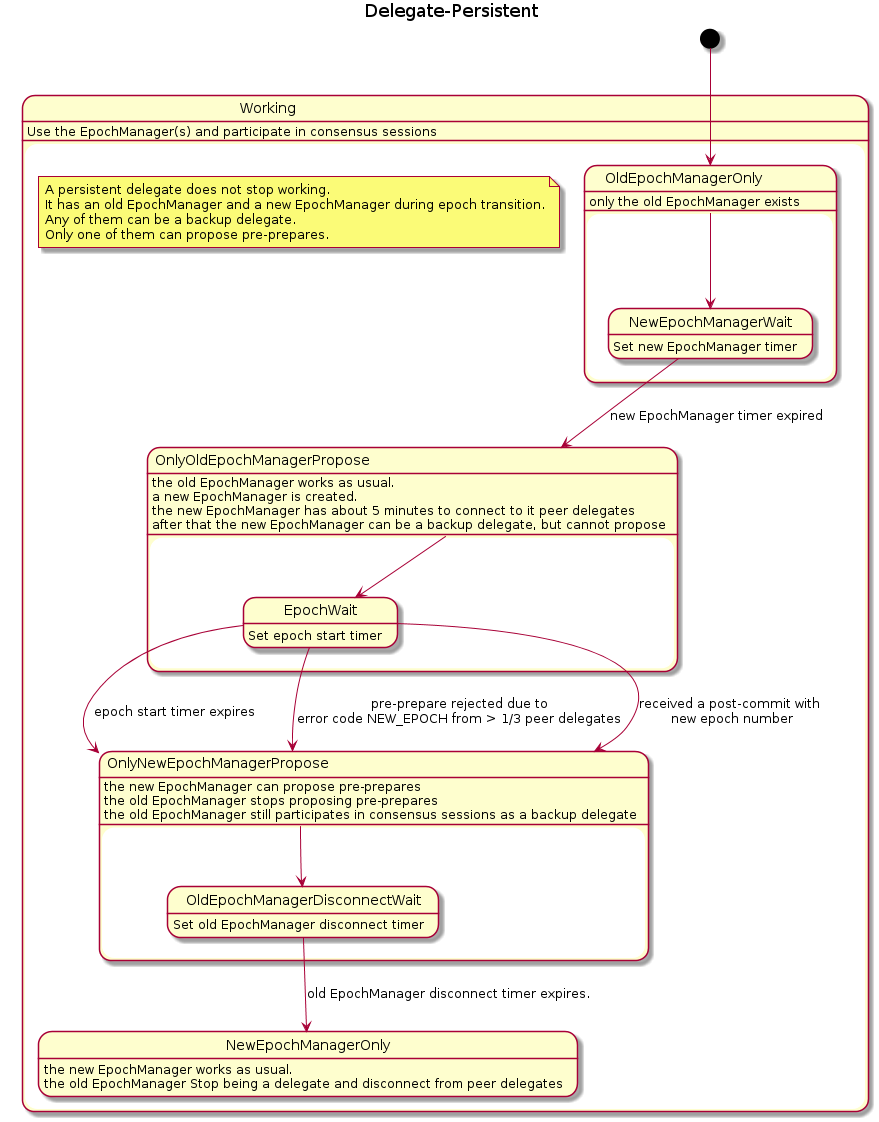 Delegate-Persistent
Working
Use the EpochManager(s) and participate in consensus sessions
A persistent delegate does not stop working.
It has an old EpochManager and a new EpochManager during epoch transition.
Any of them can be a backup delegate.
Only one of them can propose pre-prepares.
OldEpochManagerOnly
only the old EpochManager exists
NewEpochManagerWait
Set new EpochManager timer
new EpochManager timer expired
OnlyOldEpochManagerPropose
the old EpochManager works as usual.
a new EpochManager is created.
the new EpochManager has about 5 minutes to connect to it peer delegates
after that the new EpochManager can be a backup delegate, but cannot propose
EpochWait
Set epoch start timer
epoch start timer expires
pre-prepare rejected due to
error code NEW_EPOCH from > 1/3 peer delegates
received a post-commit with
new epoch number
OnlyNewEpochManagerPropose
the new EpochManager can propose pre-prepares
the old EpochManager stops proposing pre-prepares
the old EpochManager still participates in consensus sessions as a backup delegate
OldEpochManagerDisconnectWait
Set old EpochManager disconnect timer
old EpochManager disconnect timer expires.
NewEpochManagerOnly
the new EpochManager works as usual.
the old EpochManager Stop being a delegate and disconnect from peer delegates